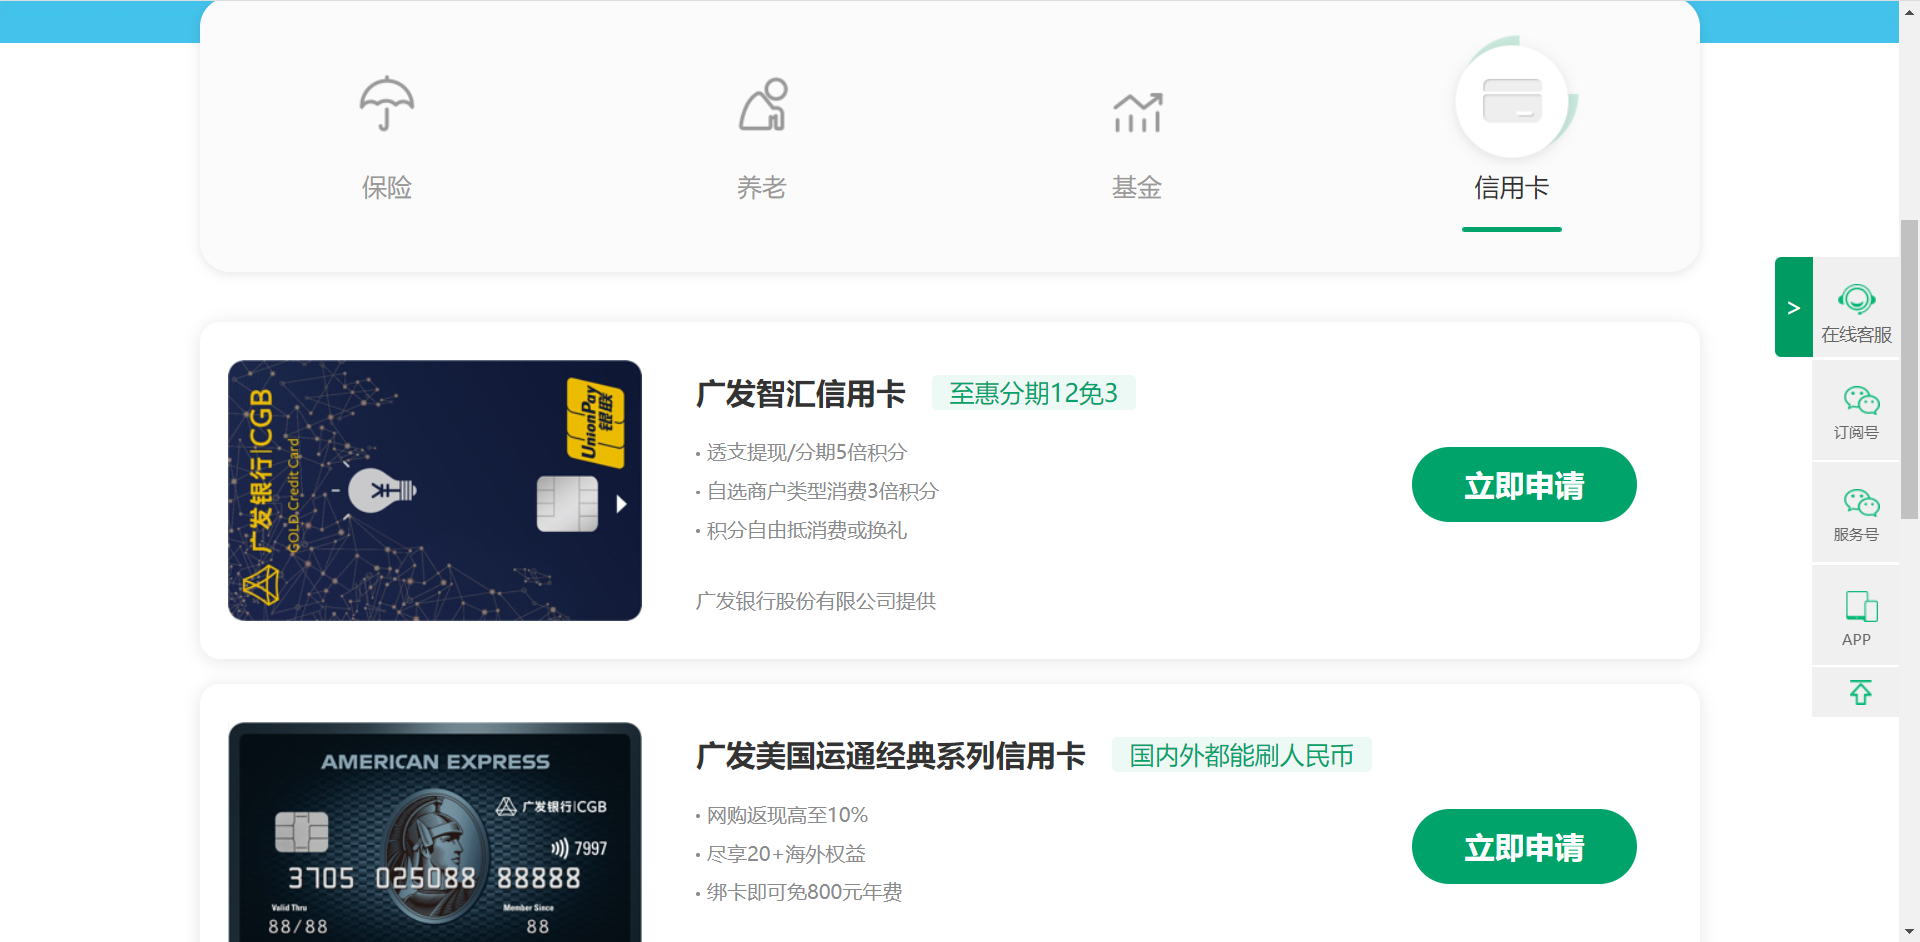 保险
养老
基金
信用卡
>
在线客服
订阅号
服务号
APP
广发银行|CGB
GOLD Credit Card
UnionPay
银联
广发智汇信用卡
至惠分期12免3
• 透支提现/分期5倍积分
• 自选商户类型消费3倍积分
• 积分自由抵消费或换礼
广发银行股份有限公司提供
立即申请
AMERICAN EXPRESS
广发银行|CGB
7997
3705 025088 88888
Valid Thru
Member Since
88/88
88
广发美国运通经典系列信用卡
国内外都能刷人民币
• 网购返现高至10%
• 尽享20+海外权益
• 绑卡即可免800元年费
立即申请